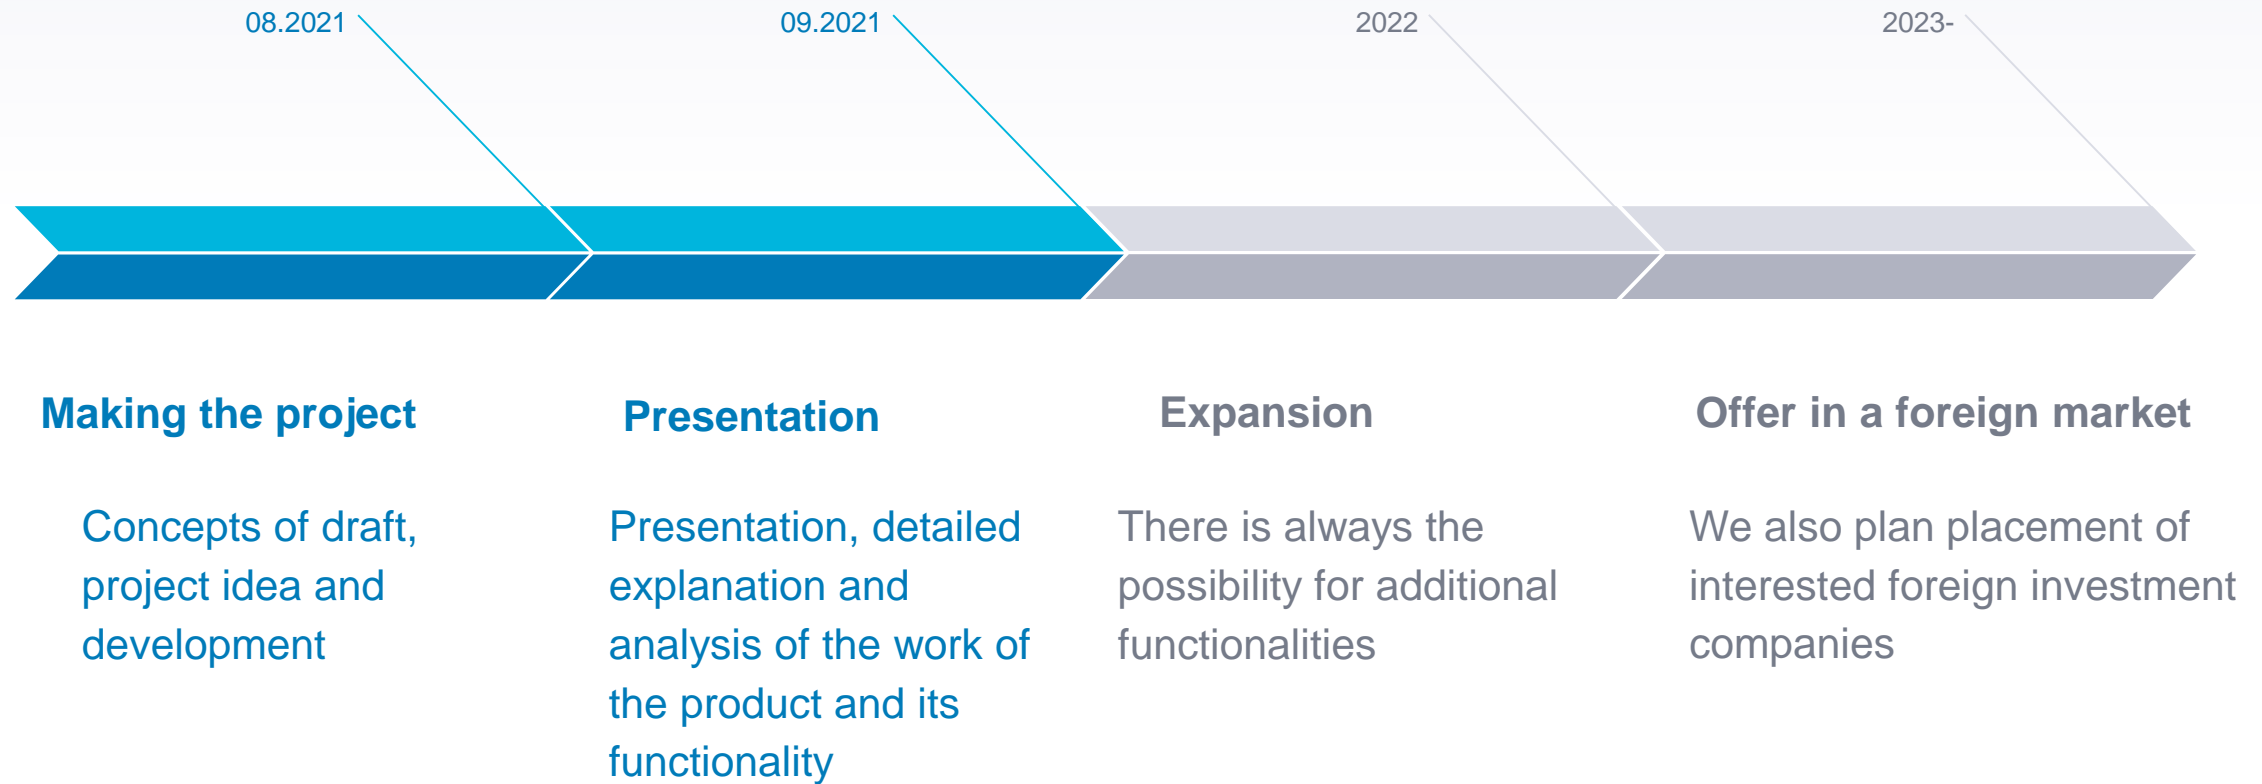 08.2021
09.2021
2022
2023-
Making the project
Concepts of draft,
project idea and
development
Presentation
Presentation, detailed
explanation and
analysis of the work of
the product and its
functionality
Expansion
There is always the
possibility for additional
functionalities
Offer in a foreign market
We also plan placement of
interested foreign investment
companies